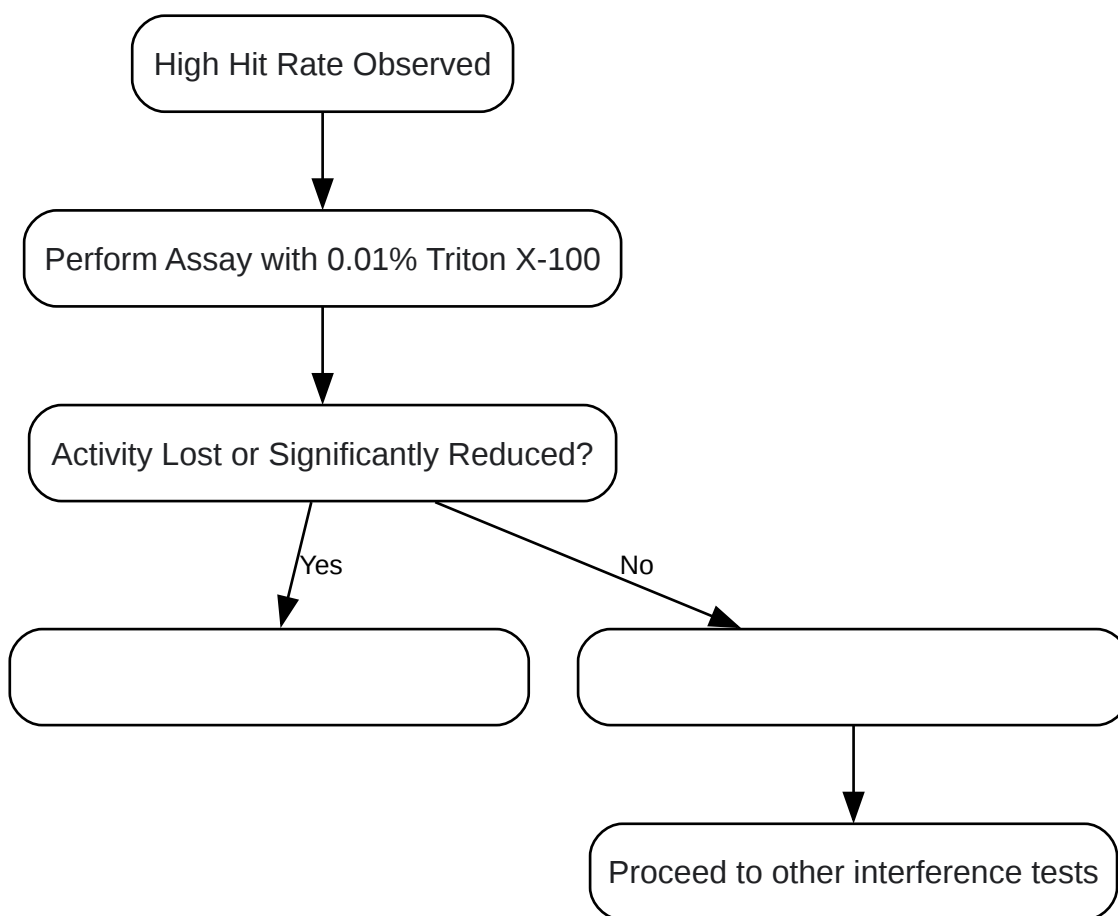 High Hit Rate Observed
Perform Assay with 0.01% Triton X-100
Activity Lost or Significantly Reduced?
Yes
No
Proceed to other interference tests